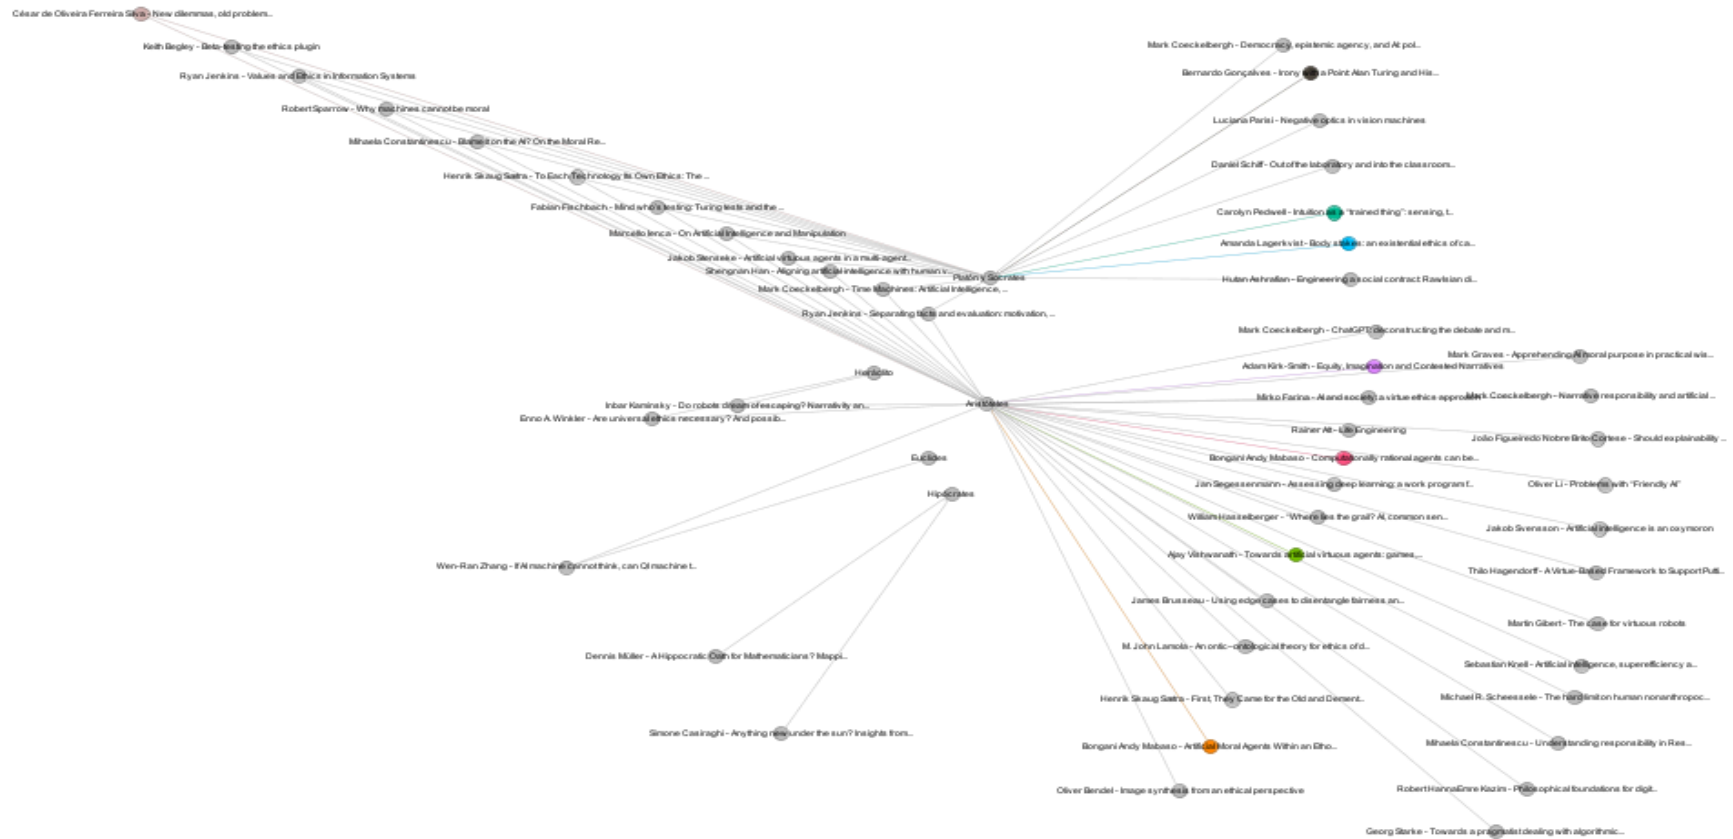 César de Oliveira Ferreira Silva - New dilemmas, old problem...
Keith Begley - Beta-testing the ethics plugin
Ryan Jenkins - Values and Ethics in Information Systems
Robert Sparrow - Why machines cannot be moral
Mihaela Constantinescu - Blame it on the AI? On the Moral Re...
Henrik Skaug Sætra - To Each Technology Its Own Ethics: The ...
Fabian Fischbach - Mind who's testing: Turing tests and the ...
Marcello Ienca - On Artificial Intelligence and Manipulation
Jakob Stenseke - Artificial virtuous agents in a multi-agent...
Shengnan Han - Aligning artificial intelligence with human v...
Platón y Socrates
Mark Coeckelbergh - Time Machines: Artificial Intelligence, ...
Ryan Jenkins - Separating facts and evaluation: motivation, ...
Heráclito
Inbar Kaminsky - Do robots dream of escaping? Narrativity an...
Enno A. Winkler - Are universal ethics necessary? And possib...
Aristóteles
Euclides
Hipócrates
Wen-Ran Zhang - If AI machine cannot think, can QI machine t...
Dennis Müller - A Hippocratic Oath for Mathematicians? Mappi...
Simone Casiraghi - Anything new under the sun? Insights from...
Mark Coeckelbergh - Democracy, epistemic agency, and AI: pol...
Bernardo Gonçalves - Irony with a Point Alan Turing and His...
Luciana Parisi - Negative optics in vision machines
Daniel Schiff - Out of the laboratory and into the classroom...
Carolyn Pedwell - Intuition as a “trained thing”: sensing, t...
Amanda Lagerkvist - Body stakes: an existential ethics of ca...
Hutan Ashrafian - Engineering a social contract: Rawlsian di...
Mark Coeckelbergh - ChatGPT: deconstructing the debate and m...
Mark Graves - Apprehending AI moral purpose in practical wis...
Adam Kirk-Smith - Equity, Imagination and Contested Narratives
Mirko Farina - AI and society: a virtue ethics approach
Mark Coeckelbergh - Narrative responsibility and artificial ...
Rainer Alt - Life Engineering
João Figueiredo Nobre Brito Cortese - Should explainability ...
Bongani Andy Mabaso - Computationally rational agents can be...
Jan Segessenmann - Assessing deep learning: a work program f...
Oliver Li - Problems with “Friendly AI”
William Hasselberger - “Where lies the grail? AI, common sen...
Jakob Svensson - Artificial intelligence is an oxymoron
Ajay Vishwanath - Towards artificial virtuous agents: games,...
Thilo Hagendorff - A Virtue-Based Framework to Support Putti...
James Brusseau - Using edge cases to disentangle fairness an...
Martin Gibert - The case for virtuous robots
M. John Lamola - An ontic-ontological theory for ethics of d...
Sebastian Knell - Artificial intelligence, superefficiency a...
Henrik Skaug Sætra - First, They Came for the Old and Dement...
Michael R. Scheessele - The hard limit on human nonanthropoc...
Bongani Andy Mabaso - Artificial Moral Agents Within an Etho...
Mihaela Constantinescu - Understanding responsibility in Res...
Oliver Bendel - Image synthesis from an ethical perspective
Robert HannaEmre Kazim - Philosophical foundations for digit...
Georg Starke - Towards a pragmatist dealing with algorithmic...